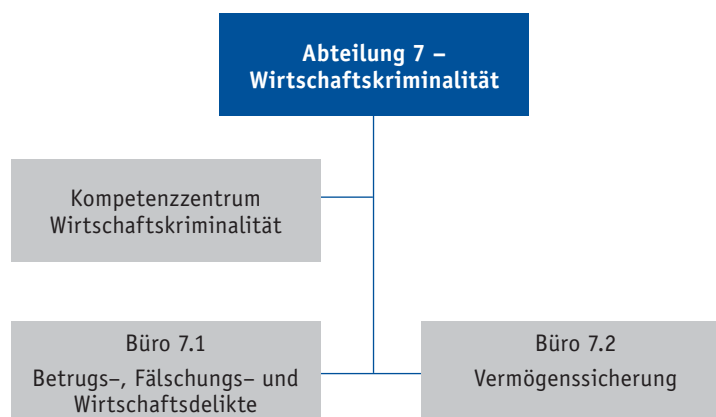 Abteilung 7 –
Wirtschaftskriminalität
Kompetenzzentrum
Wirtschaftskriminalität
Büro 7.1
Betrugs–, Fälschungs– und
Wirtschaftsdelikte
Büro 7.2
Vermögenssicherung